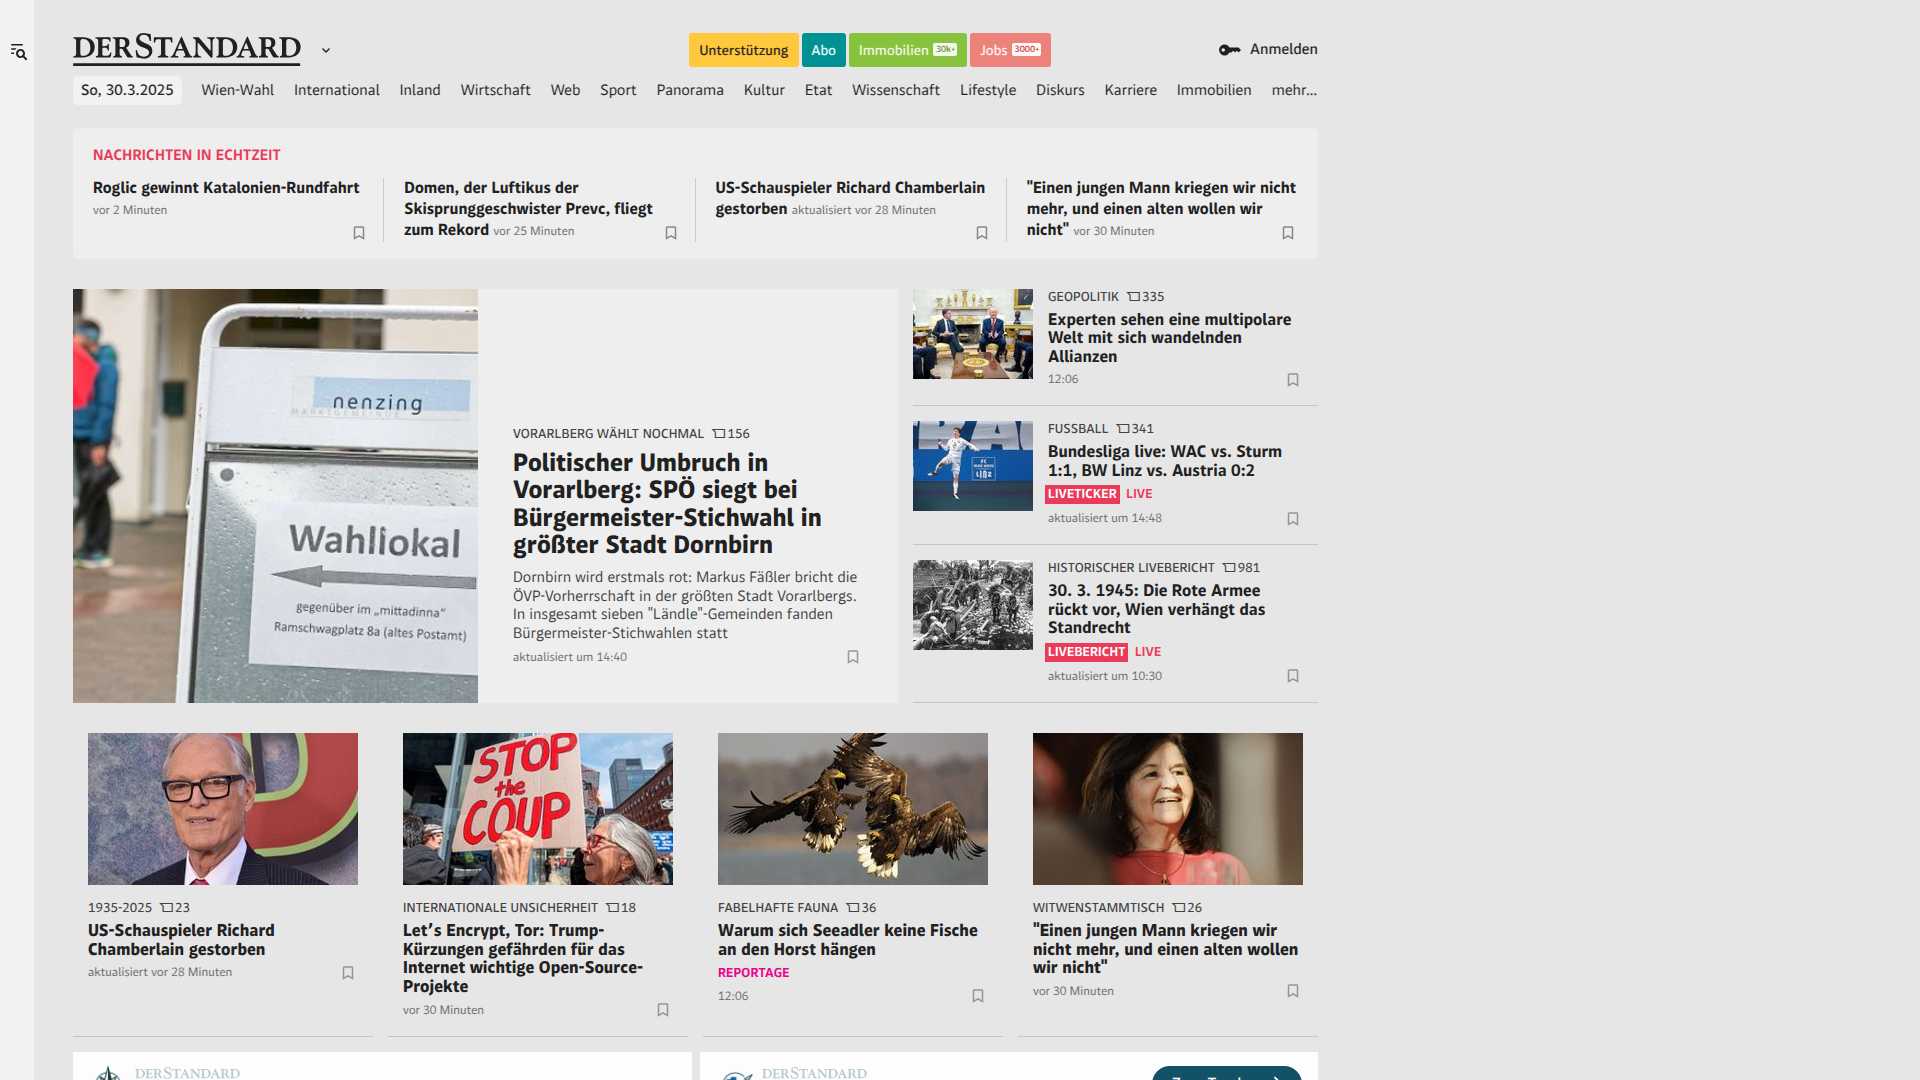 DERSTANDARD
Unterstützung
Abo
Immobilien 30k+
Jobs 3000+
Anmelden
So, 30.3.2025
Wien-Wahl
International
Inland
Wirtschaft
Web
Sport
Panorama
Kultur
Etat
Wissenschaft
Lifestyle
Diskurs
Karriere
Immobilien
mehr...
NACHRICHTEN IN ECHTZEIT
Roglic gewinnt Katalonien-Rundfahrt
vor 2 Minuten
Domen, der Luftikus der
Skisprunggeschwister Prevc, fliegt
zum Rekord vor 25 Minuten
US-Schauspieler Richard Chamberlain
gestorben aktualisiert vor 28 Minuten
"Einen jungen Mann kriegen wir nicht
mehr, und einen alten wollen wir
nicht" vor 30 Minuten
nenzing
MARKTGEMEINDE
Wahllokal
gegenüber im „mittadinna“
Ramschwagplatz 8a (altes Postamt)
VORARLBERG WÄHLT NOCHMAL 156
Politischer Umbruch in
Vorarlberg: SPÖ siegt bei
Bürgermeister-Stichwahl in
größter Stadt Dornbirn
Dornbirn wird erstmals rot: Markus Fäßler bricht die
ÖVP-Vorherrschaft in der größten Stadt Vorarlbergs.
In insgesamt sieben "Ländle"-Gemeinden fanden
Bürgermeister-Stichwahlen statt
aktualisiert um 14:40
GEOPOLITIK 335
Experten sehen eine multipolare
Welt mit sich wandelnden
Allianzen
12:06
FUSSBALL 341
Bundesliga live: WAC vs. Sturm
1:1, BW Linz vs. Austria 0:2
LIVETICKER LIVE
aktualisiert um 14:48
LINZ
HISTORISCHER LIVEBERICHT 981
30. 3. 1945: Die Rote Armee
rückt vor, Wien verhängt das
Standrecht
LIVEBERICHT LIVE
aktualisiert um 10:30
1935-2025 23
US-Schauspieler Richard
Chamberlain gestorben
aktualisiert vor 28 Minuten
STOP
the
COUP
INTERNATIONALE UNSICHERHEIT 18
Let’s Encrypt, Tor: Trump-
Kürzungen gefährden für das
Internet wichtige Open-Source-
Projekte
vor 30 Minuten
FABELHAFTE FAUNA 36
Warum sich Seeadler keine Fische
an den Horst hängen
REPORTAGE
12:06
WITWENSTAMMTISCH 26
"Einen jungen Mann kriegen wir
nicht mehr, und einen alten wollen
wir nicht"
vor 30 Minuten
DERSTANDARD
DERSTANDARD